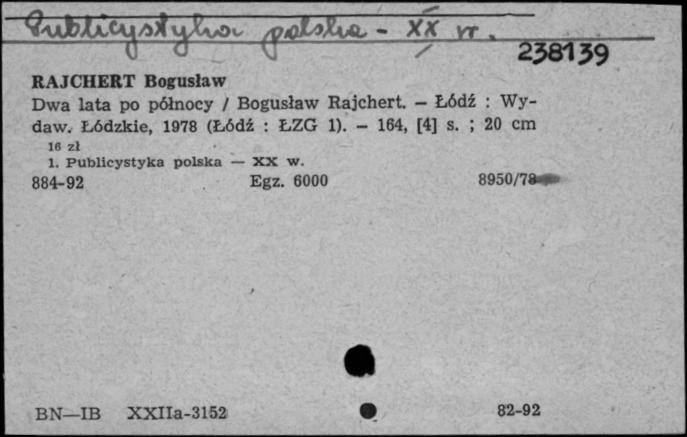 Publicystyka polska - XX w.
238139
RAJCHERT Bogusław
Dwa lata po północy / Bogusław Rajchert. — Łódź : Wy-
daw. Łódzkie, 1978 (Łódź : ŁZG 1). — 164, [4] s. ; 20 cm
16 zł
1. Publicystyka polska — XX w.
884-92 Egz. 6000 8950/78
BN—IB XXIIa-3152 82-92